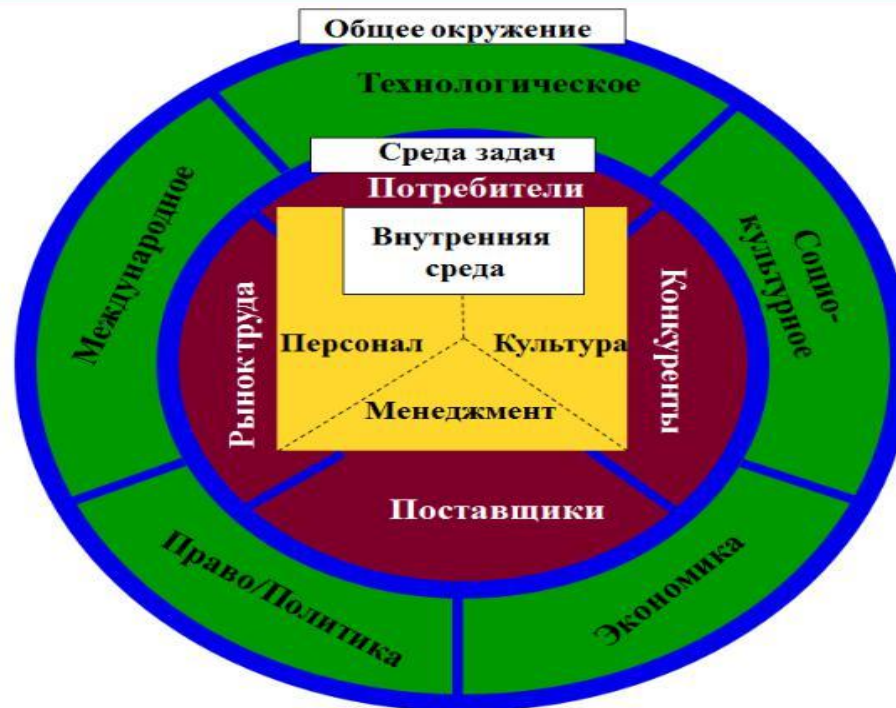 Общее окружение
Технологическое
Среда задач
Потребители
Внутренняя
среда
Международное
Социо-
культурное
Рынок труда
Персонал
Культура
Конкуренты
Менеджмент
Поставщики
Право/Политика
Экономика